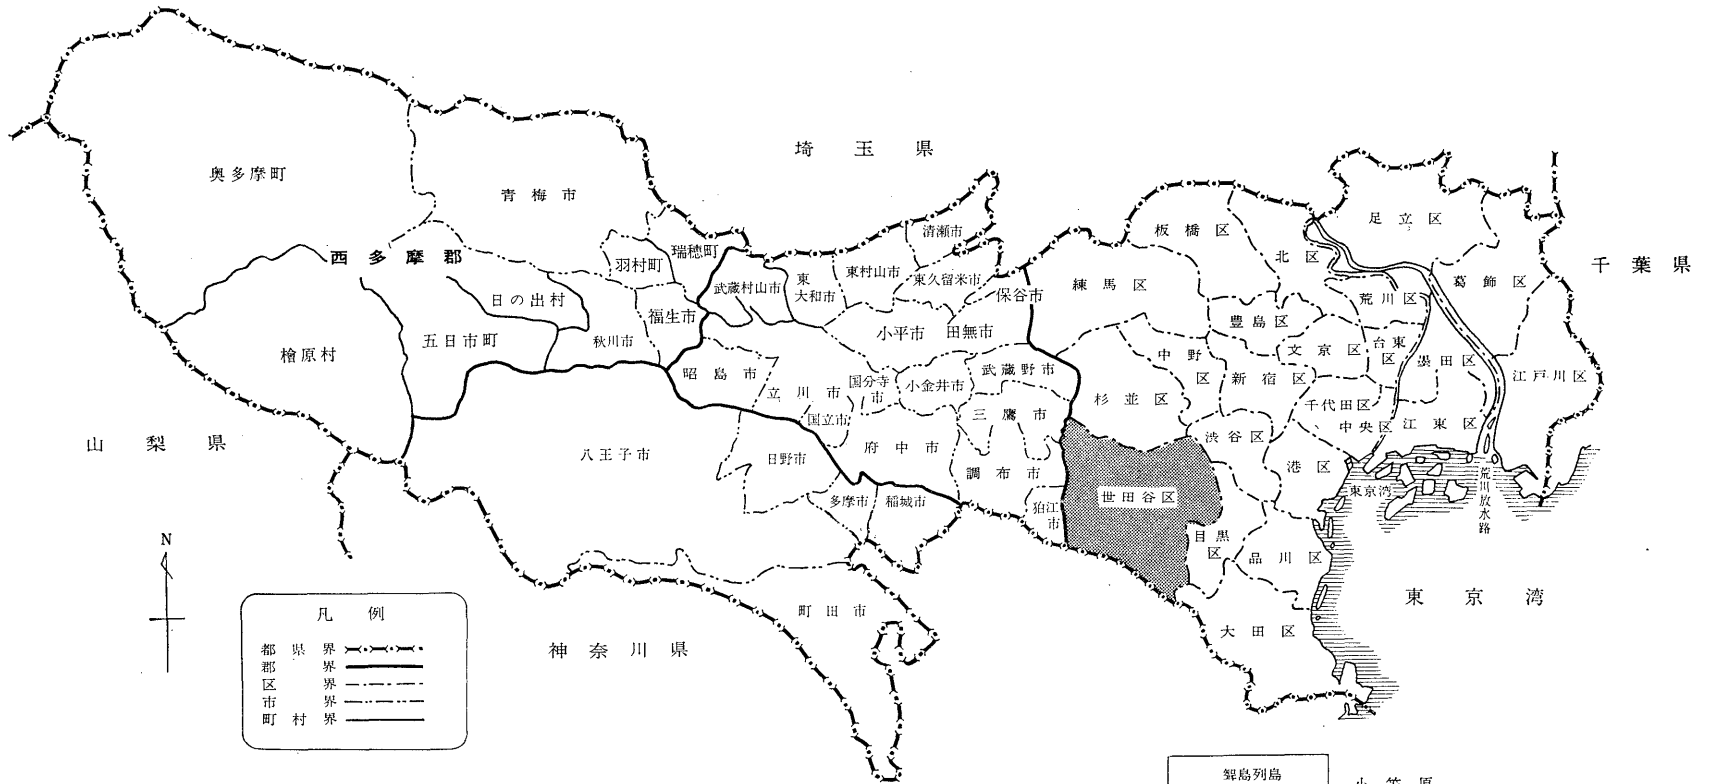 埼玉県
奥多摩町
青梅市
足立区
板橋区
清瀬市
瑞穂町
西多摩郡
北区
羽村町
東村山市
東久留米市
千葉県
葛飾区
練馬区
武蔵村山市
東
大和市
保谷市
日の出村
荒川区
福生市
豊島区
五日市町
秋川市
小平市
田無市
檜原村
中野
区
文京区
台東
区
墨田区
昭島市
武蔵野市
新宿区
江戸川区
立川市
国分寺
市
小金井市
杉並区
千代田区
国立市
三鷹市
中央区
江東区
山梨県
府中市
渋谷区
八王子市
日野市
調布市
港区
多摩市
稲城市
世田谷区
東京湾
荒川放水路
狛江
市
目黒
区
品川区
N
東京湾
町田市
凡例
大田区
神奈川県
都県界
郡界
区界
市界
町村界
聟島列島
小笠原